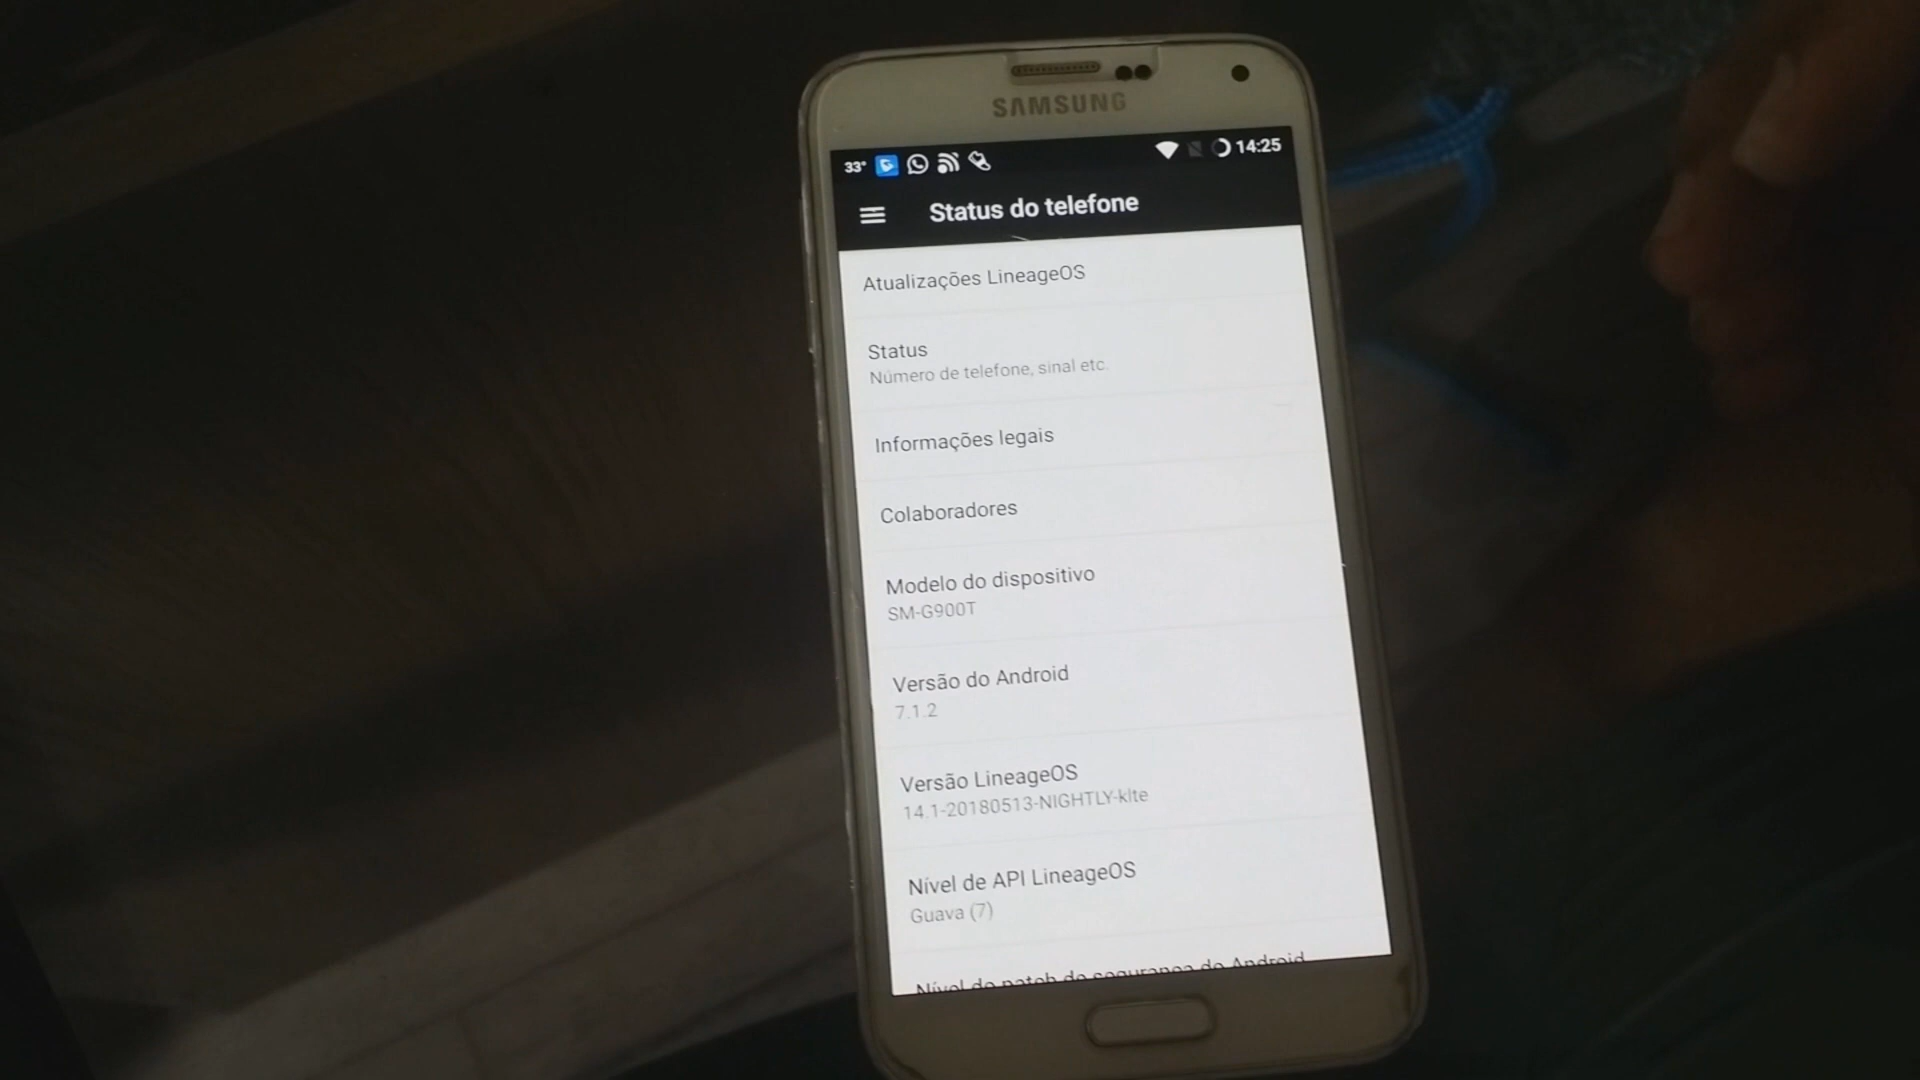 SAMSUNG
33° 14:25
Status do telefone
Atualizações LineageOS
Status
Número de telefone, sinal etc.
Informações legais
Colaboradores
Modelo do dispositivo
SM-G900T
Versão do Android
7.1.2
Versão LineageOS
14.1-20180513-NIGHTLY-klte
Nível de API LineageOS
Guava (7)
Nível do patch de segurança do Android